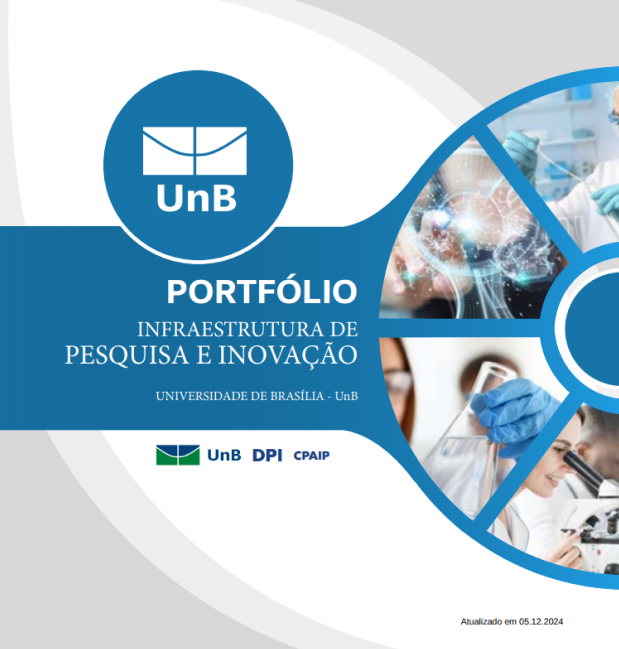 UnB
PORTFÓLIO
INFRAESTRUTURA DE
PESQUISA E INOVAÇÃO
UNIVERSIDADE DE BRASÍLIA - UnB
UnB DPI CPAIP
Atualizado em 05.12.2024